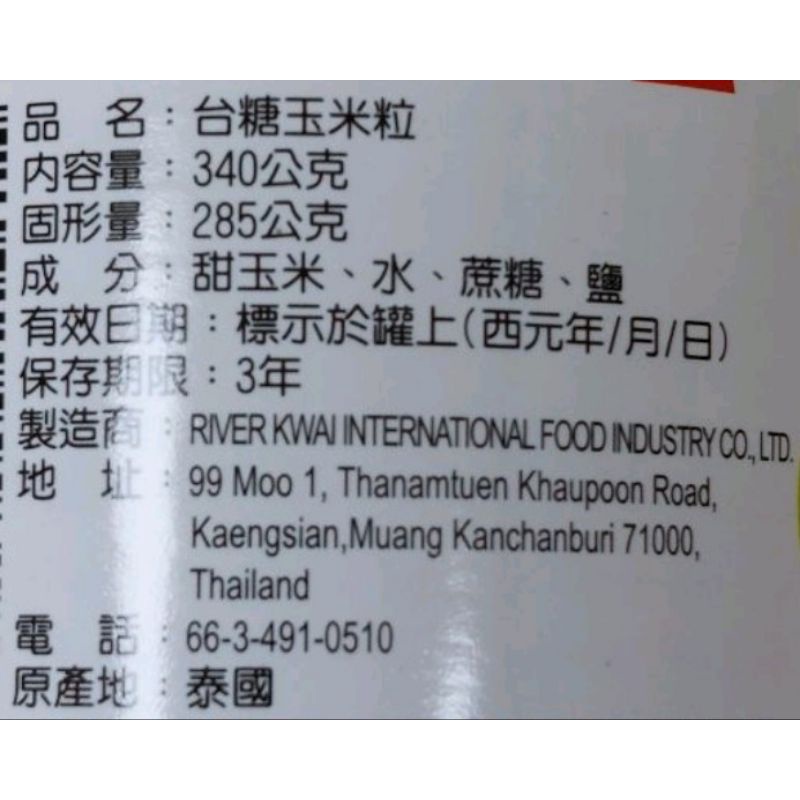 品 名：台糖玉米粒
內容量：340公克
固形量：285公克
成 分：甜玉米、水、蔗糖、鹽
有效日期：標示於罐上(西元年/月/日)
保存期限：3年
製造商：RIVER KWAI INTERNATIONAL FOOD INDUSTRY CO., LTD.
地 址：99 Moo 1, Thanamtuen Khaupoon Road,
Kaengsian,Muang Kanchanburi 71000,
Thailand
電 話：66-3-491-0510
原產地：泰國